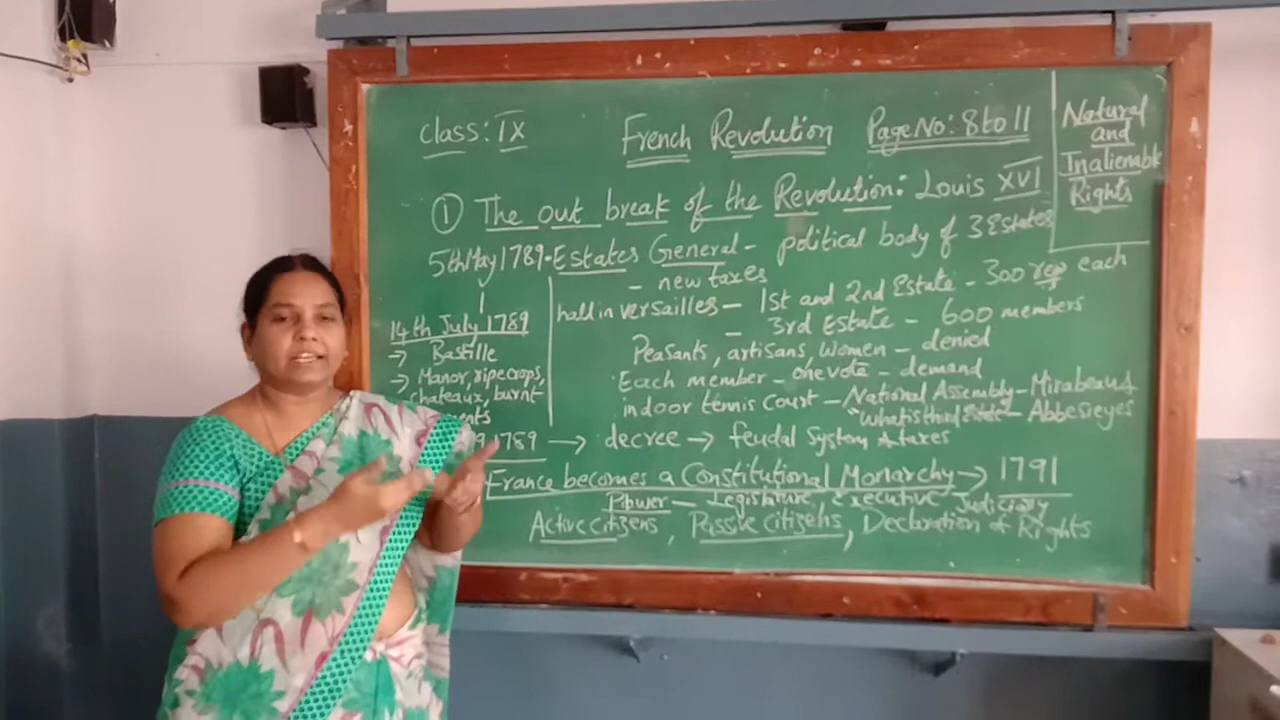 class: IX French Revolution Page No: 8 to 11
Natural
and
Inalienable
Rights
① The out break of the Revolution: Louis XVI
5th May 1789 - Estates General - political body of 3 Estates
- new taxes
14th July 1789
→ Bastille
→ Manor, ripe crops,
chateaux, burnt
hall in versailles - 1st and 2nd Estate - 300 rep each
- 3rd Estate - 600 members
Peasants, artisans, women - denied
Each member - one vote - demand
indoor tennis court - National Assembly - Mirabeau &
"What is third Estate - Abbesieyes
1789 → decree → feudal System & taxes
France becomes a Constitutional Monarchy → 1791
Power - Legislature, executive Judiciary
Active citizens, Passive citizens, Declaration of Rights